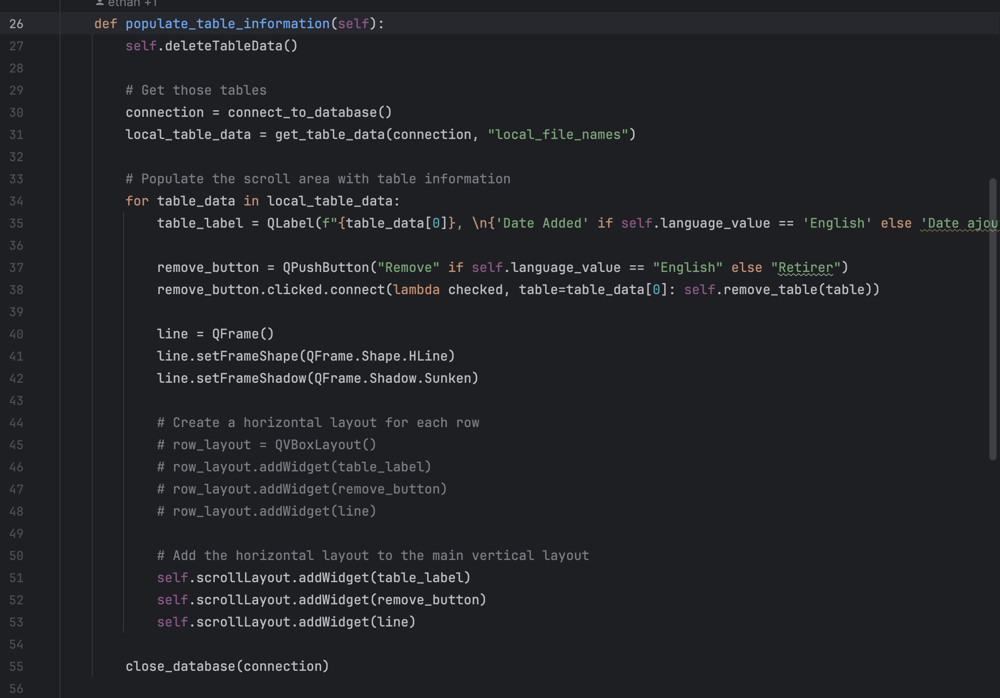 ethan +1
26 def populate_table_information(self):
27 self.deleteTableData()
28
29 # Get those tables
30 connection = connect_to_database()
31 local_table_data = get_table_data(connection, "local_file_names")
32
33 # Populate the scroll area with table information
34 for table_data in local_table_data:
35 table_label = QLabel(f"{table_data[0]}, \n{'Date Added' if self.language_value == 'English' else 'Date ajou
36
37 remove_button = QPushButton("Remove" if self.language_value == "English" else "Retirer")
38 remove_button.clicked.connect(lambda checked, table=table_data[0]: self.remove_table(table))
39
40 line = QFrame()
41 line.setFrameShape(QFrame.Shape.HLine)
42 line.setFrameShadow(QFrame.Shadow.Sunken)
43
44 # Create a horizontal layout for each row
45 # row_layout = QVBoxLayout()
46 # row_layout.addWidget(table_label)
47 # row_layout.addWidget(remove_button)
48 # row_layout.addWidget(line)
49
50 # Add the horizontal layout to the main vertical layout
51 self.scrollLayout.addWidget(table_label)
52 self.scrollLayout.addWidget(remove_button)
53 self.scrollLayout.addWidget(line)
54
55 close_database(connection)
56